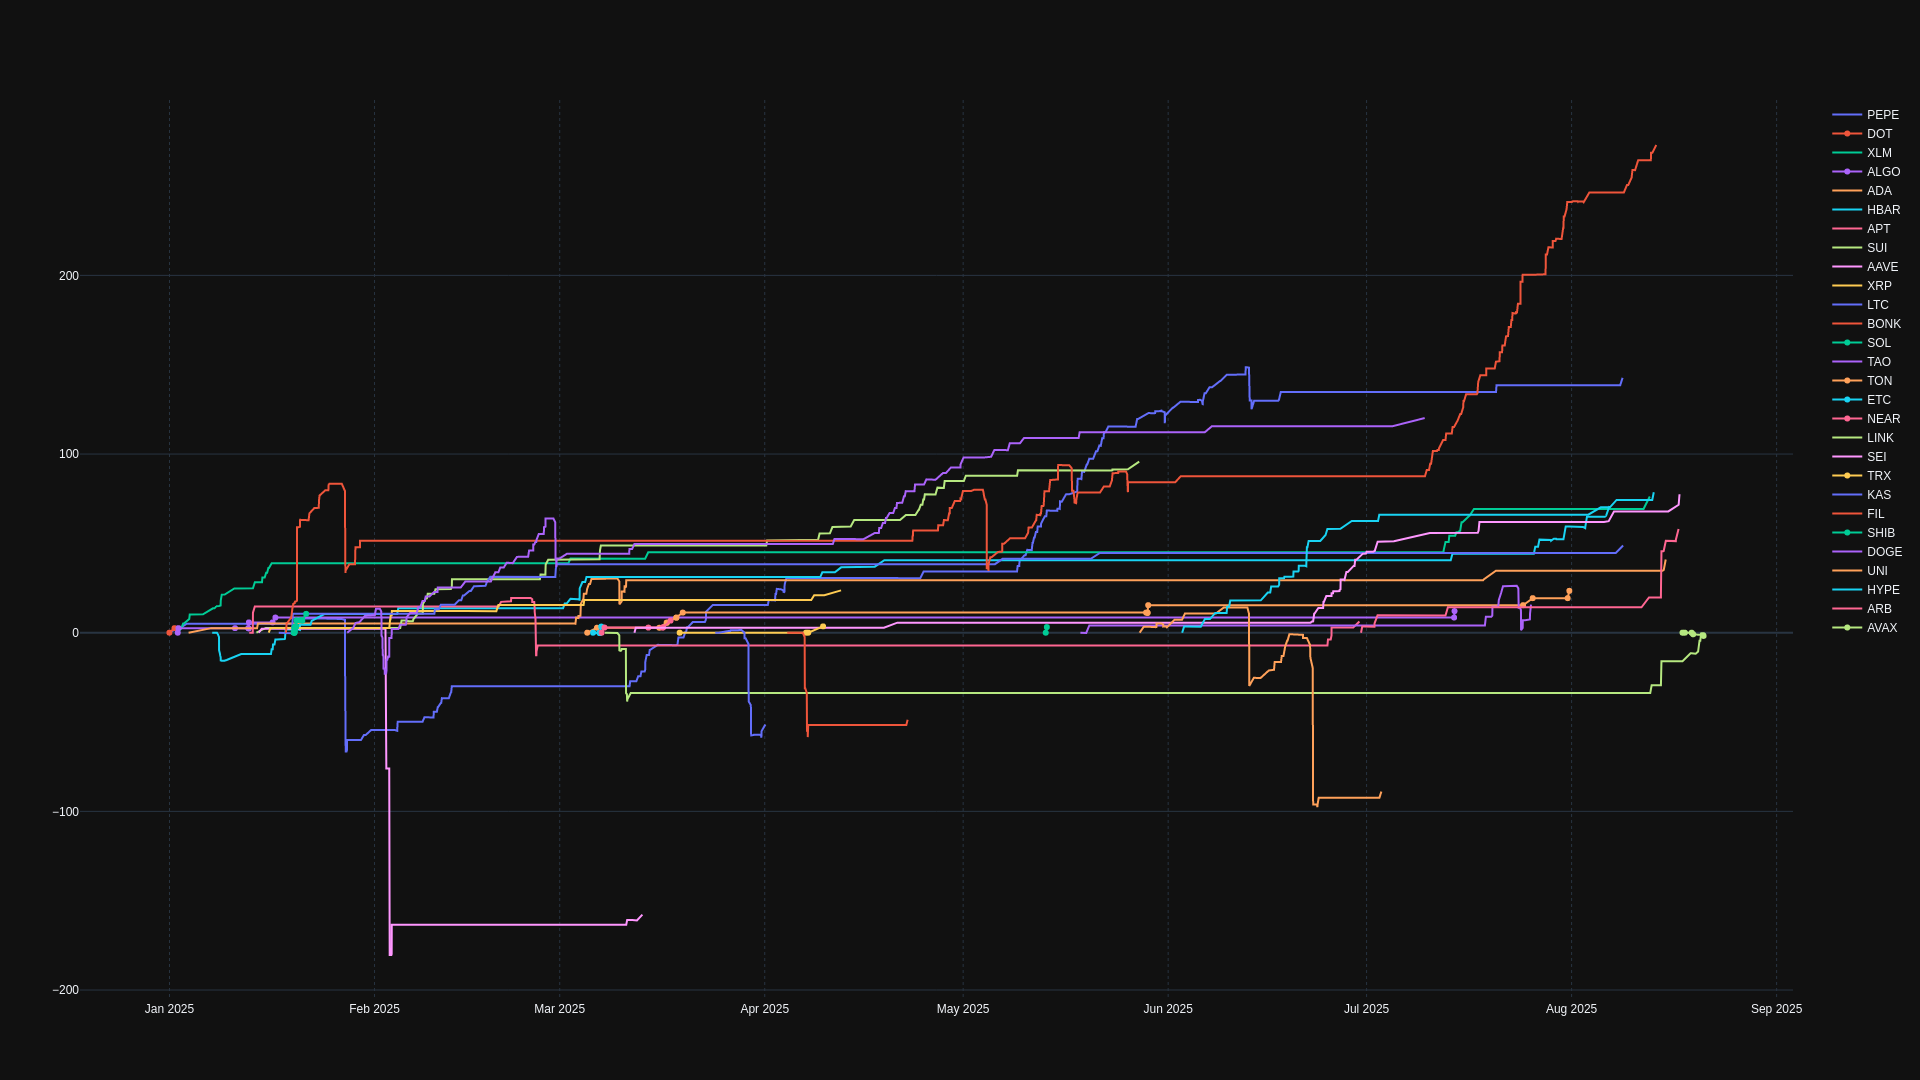 200
100
0
−100
−200
Jan 2025
Feb 2025
Mar 2025
Apr 2025
May 2025
Jun 2025
Jul 2025
Aug 2025
Sep 2025
PEPE
DOT
XLM
ALGO
ADA
HBAR
APT
SUI
AAVE
XRP
LTC
BONK
SOL
TAO
TON
ETC
NEAR
LINK
SEI
TRX
KAS
FIL
SHIB
DOGE
UNI
HYPE
ARB
AVAX